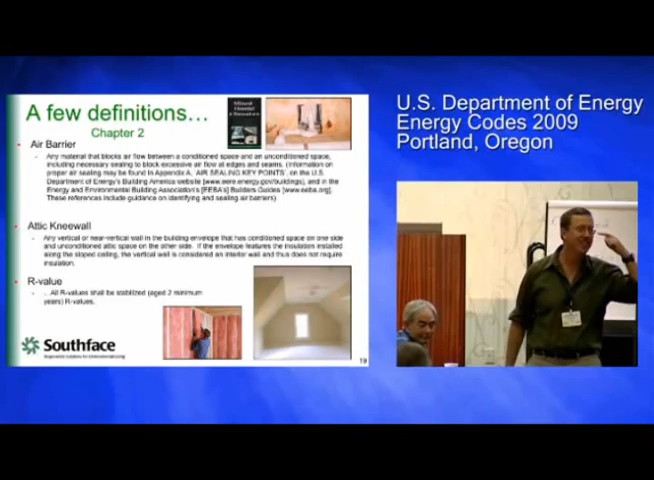 A few definitions…
Chapter 2
Air Barrier
Any material that blocks air flow between a conditioned space and an unconditioned space,
including necessary sealing to block excessive air flow at edges and seams. (Information on
proper air sealing may be found in Appendix A, 'AIR SEALING KEY POINTS', on the U.S.
Department of Energy's Building America website [www.eere.energy.gov/buildings], and in the
Energy and Environmental Building Association's [EEBA's] Builders Guides [www.eeba.org].
These references include guidance on identifying and sealing air barriers)
Attic Kneewall
Any vertical or near-vertical wall in the building envelope that has conditioned space on one side
and unconditioned attic space on the other side. If the envelope features the insulation installed
along the sloped ceiling, the vertical wall is considered an interior wall and thus does not require
insulation.
R-value
...All R-values shall be stabilized (aged 2 minimum
years) R-values.
Southface
19
U.S. Department of Energy
Energy Codes 2009
Portland, Oregon